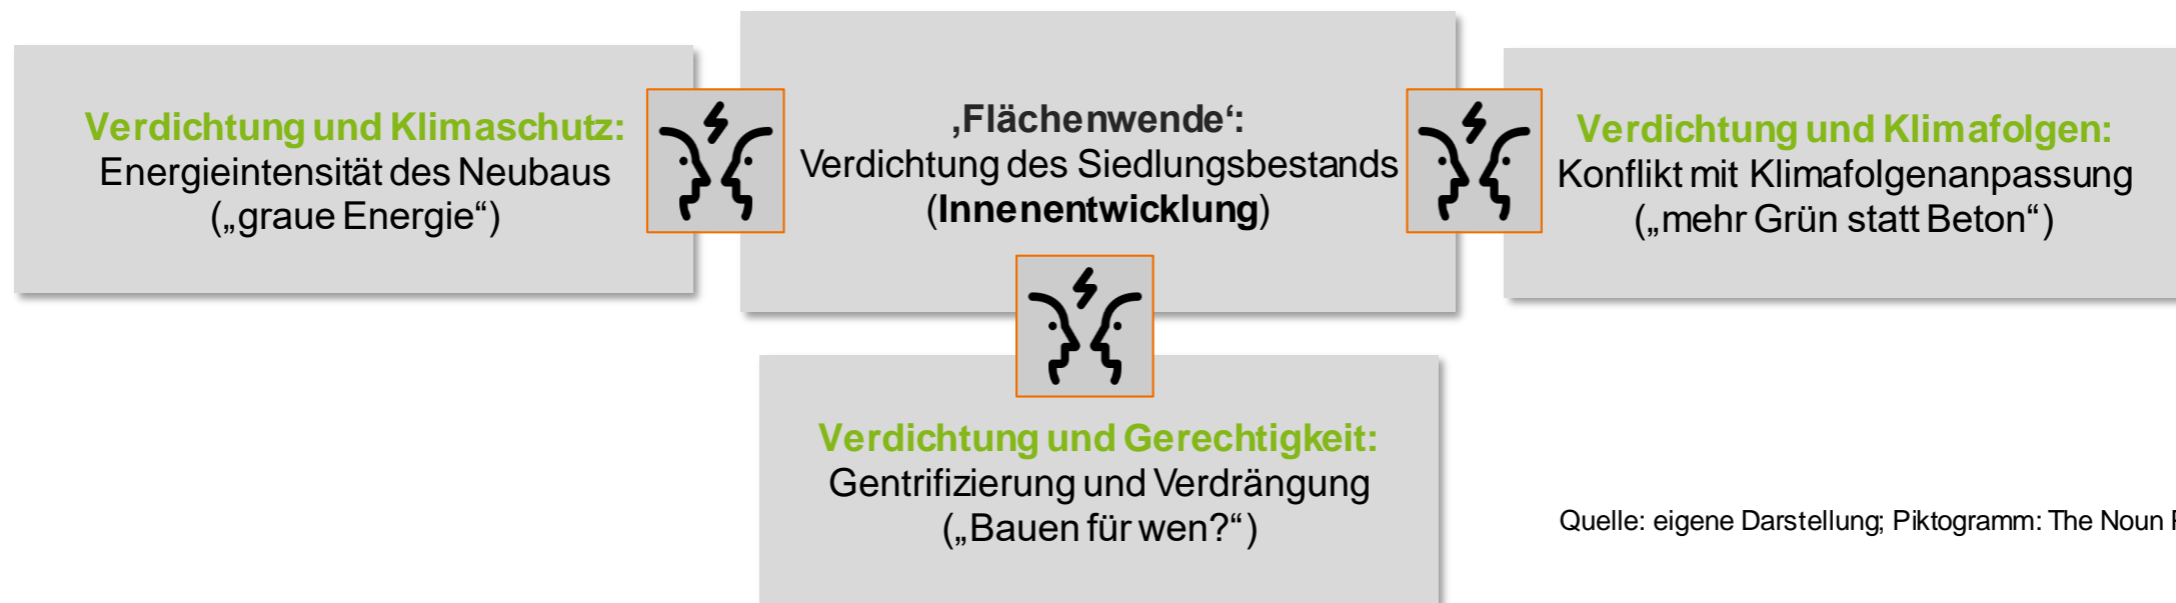 Verdichtung und Klimaschutz:
Energieintensität des Neubaus
(„graue Energie“)
‚Flächenwende‘:
Verdichtung des Siedlungsbestands
(Innenentwicklung)
Verdichtung und Klimafolgen:
Konflikt mit Klimafolgenanpassung
(„mehr Grün statt Beton“)
Verdichtung und Gerechtigkeit:
Gentrifizierung und Verdrängung
(„Bauen für wen?“)
Quelle: eigene Darstellung; Piktogramm: The Noun